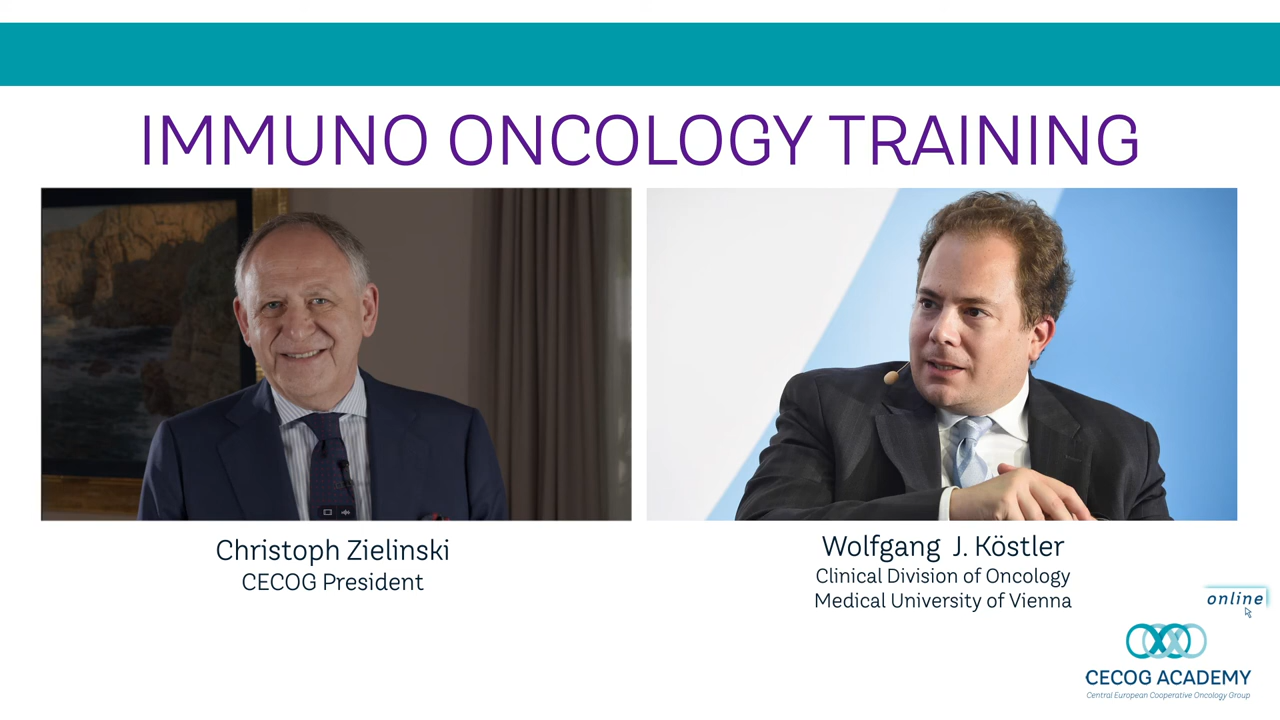 IMMUNO ONCOLOGY TRAINING
Christoph Zielinski
CECOG President
Wolfgang J. Köstler
Clinical Division of Oncology
Medical University of Vienna
online
CECOG ACADEMY
Central European Cooperative Oncology Group